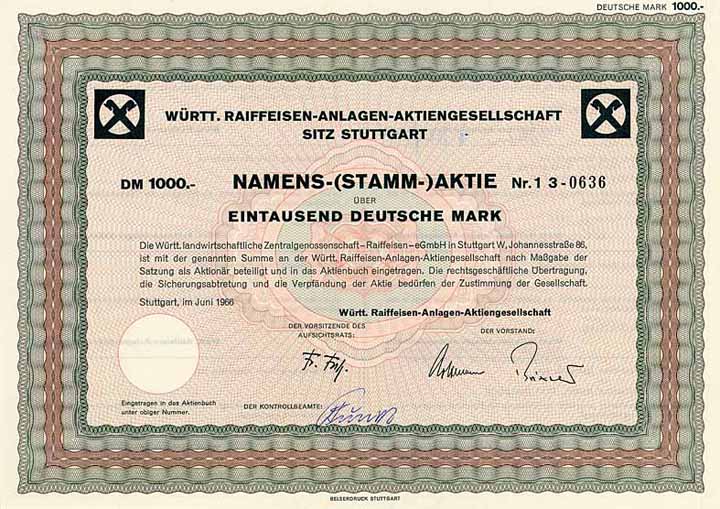 DEUTSCHE MARK 1000.-
WÜRTT. RAIFFEISEN-ANLAGEN-AKTIENGESELLSCHAFT
SITZ STUTTGART
DM 1000.- NAMENS-(STAMM-)AKTIE Nr. 1 3-0636
ÜBER
EINTAUSEND DEUTSCHE MARK
Die Württ. landwirtschaftliche Zentralgenossenschaft-Raiffeisen-eGmbH in Stuttgart W, Johannesstraße 86,
ist mit der genannten Summe an der Württ. Raiffeisen-Anlagen-Aktiengesellschaft nach Maßgabe der
Satzung als Aktionär beteiligt und in das Aktienbuch eingetragen. Die rechtsgeschäftliche Übertragung,
die Sicherungsabtretung und die Verpfändung der Aktie bedürfen der Zustimmung der Gesellschaft.
Stuttgart, im Juni 1966
Württ. Raiffeisen-Anlagen-Aktiengesellschaft
DER VORSITZENDE DES
AUFSICHTSRATS:
DER VORSTAND:
Eingetragen in das Aktienbuch
unter obiger Nummer.
DER KONTROLLBEAMTE:
BELSERDRUCK STUTTGART